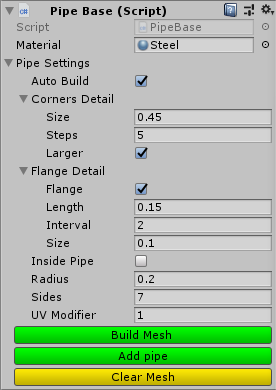 Pipe Base (Script)
Script PipeBase
Material Steel
Pipe Settings
Auto Build
Corners Detail
Size 0.45
Steps 5
Larger
Flange Detail
Flange
Length 0.15
Interval 2
Size 0.1
Inside Pipe
Radius 0.2
Sides 7
UV Modifier 1
Build Mesh
Add pipe
Clear Mesh